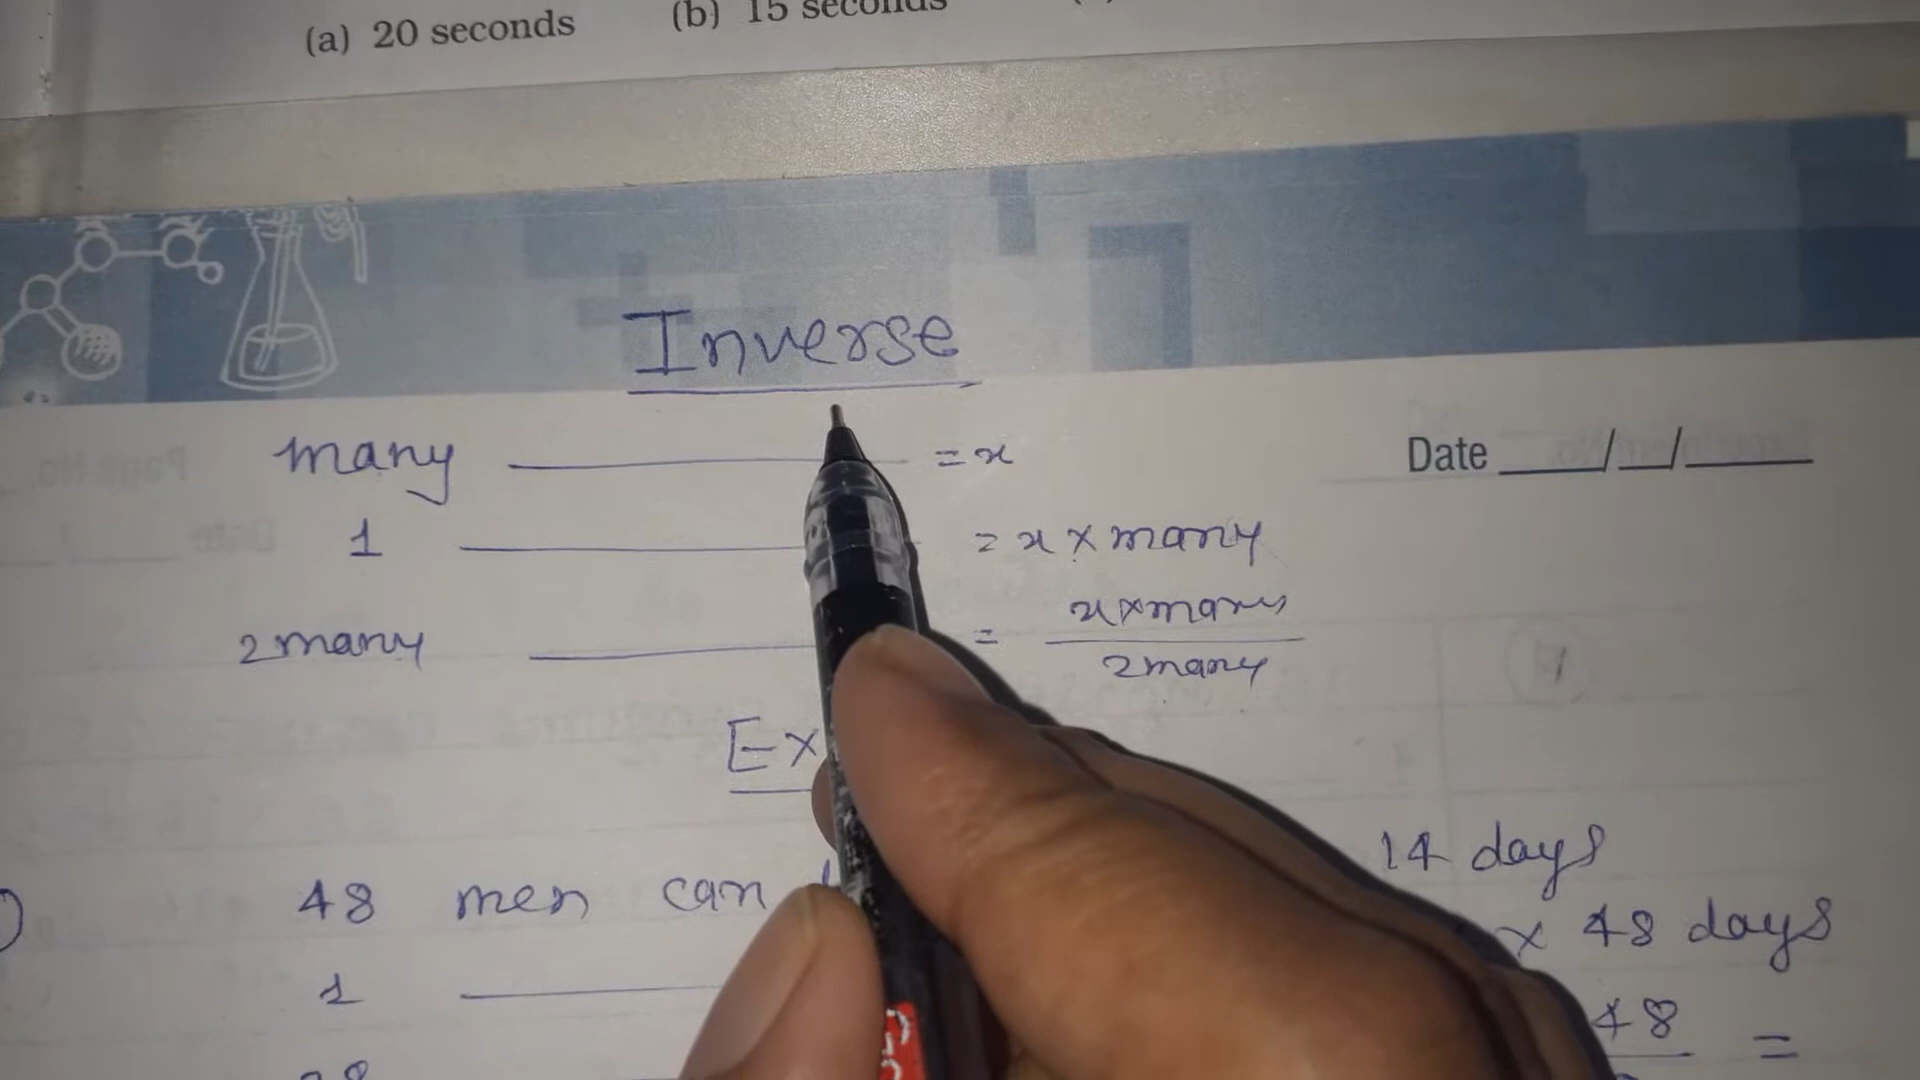 (a) 20 seconds (b) 15 seconds
Inverse
many = x
Date / /
1 = x × many
2many = x×many
2many
Ex
48 men can 14 days
1 × 48 days
48 =